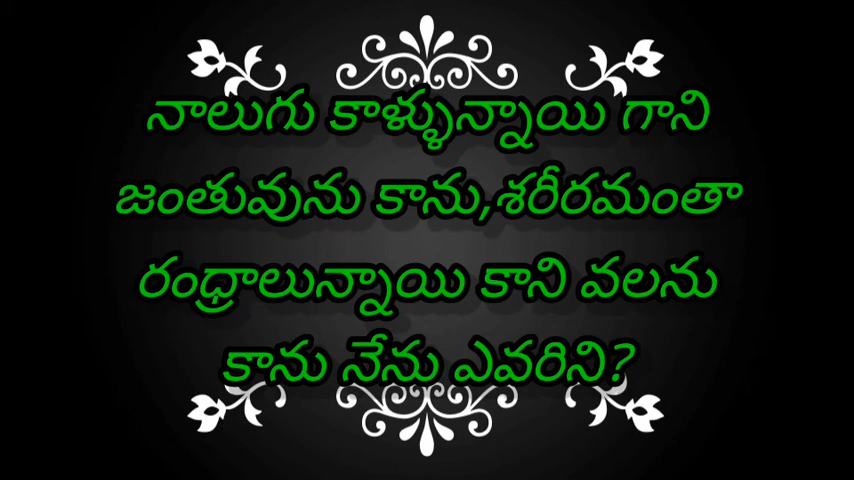 నాలుగు కాళ్ళున్నాయి గాని
జంతువును కాను,శరీరమంతా
రంధ్రాలున్నాయి కాని వలను
కాను నేను ఎవరిని?